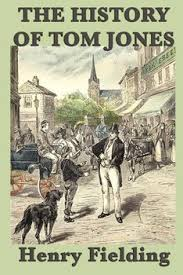 THE HISTORY
OF TOM JONES
Henry Fielding